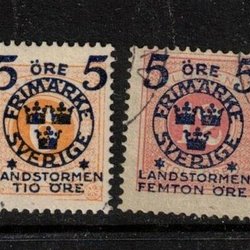 5 ÖRE 5
FRIMÄRKE
SVERIGE
LANDSTORMEN
TIO ÖRE
5 ÖRE 5
FRIMÄRKE
SVERIGE
LANDSTORMEN
FEMTON ÖRE